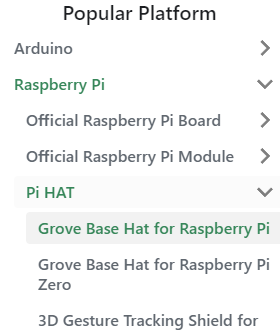 Popular Platform
Arduino
Raspberry Pi
Official Raspberry Pi Board
Official Raspberry Pi Module
Pi HAT
Grove Base Hat for Raspberry Pi
Grove Base Hat for Raspberry Pi
Zero
3D Gesture Tracking Shield for